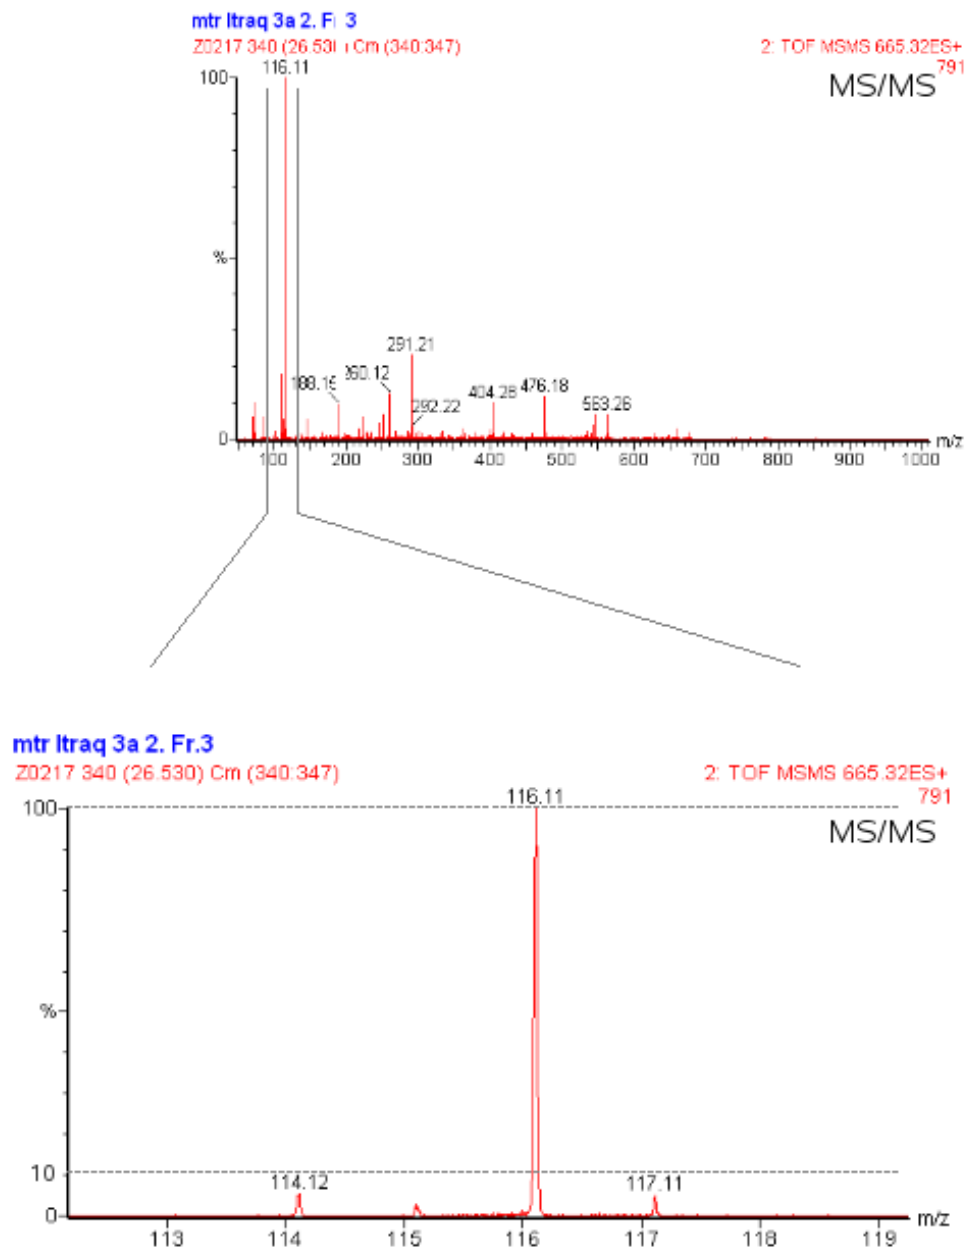 mtr Itraq 3a 2. Fr 3
Z0217 340 (26.530) Cm (340:347)
2: TOF MSMS 665.32ES+
791
MS/MS
116.11
100
%
0
188.15
260.12
291.21
292.22
404.28
476.18
563.26
100 200 300 400 500 600 700 800 900 1000 m/z
mtr Itraq 3a 2. Fr.3
Z0217 340 (26.530) Cm (340:347)
2: TOF MSMS 665.32ES+
791
MS/MS
116.11
100
%
10
0
114.12
117.11
113 114 115 116 117 118 119 m/z